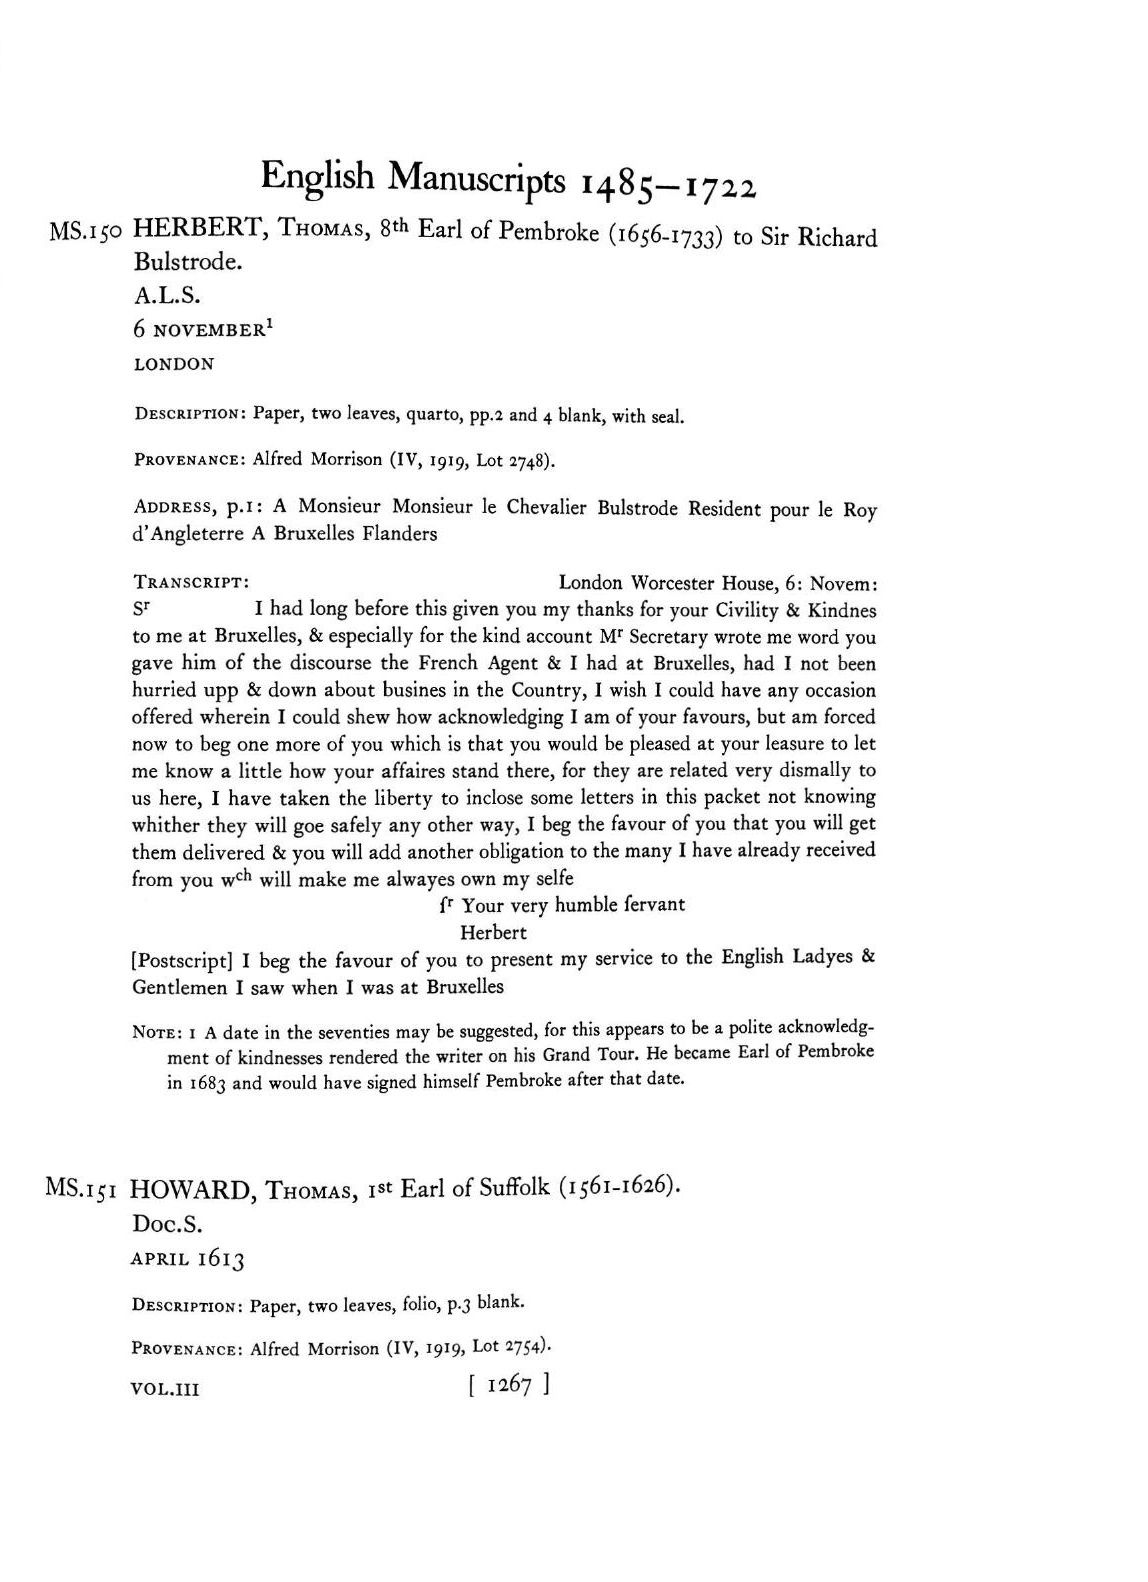 English Manuscripts 1485–1722
MS.150 HERBERT, THOMAS, 8th Earl of Pembroke (1656-1733) to Sir Richard
Bulstrode.
A.L.S.
6 NOVEMBER¹
LONDON
DESCRIPTION: Paper, two leaves, quarto, pp.2 and 4 blank, with seal.
PROVENANCE: Alfred Morrison (IV, 1919, Lot 2748).
ADDRESS, p.1: A Monsieur Monsieur le Chevalier Bulstrode Resident pour le Roy
d'Angleterre A Bruxelles Flanders
TRANSCRIPT: London Worcester House, 6: Novem:
Sʳ I had long before this given you my thanks for your Civility & Kindnes
to me at Bruxelles, & especially for the kind account Mʳ Secretary wrote me word you
gave him of the discourse the French Agent & I had at Bruxelles, had I not been
hurried upp & down about busines in the Country, I wish I could have any occasion
offered wherein I could shew how acknowledging I am of your favours, but am forced
now to beg one more of you which is that you would be pleased at your leasure to let
me know a little how your affaires stand there, for they are related very dismally to
us here, I have taken the liberty to inclose some letters in this packet not knowing
whither they will goe safely any other way, I beg the favour of you that you will get
them delivered & you will add another obligation to the many I have already received
from you wᶜʰ will make me alwayes own my selfe
ſʳ Your very humble ſervant
Herbert
[Postscript] I beg the favour of you to present my service to the English Ladyes &
Gentlemen I saw when I was at Bruxelles
NOTE: 1 A date in the seventies may be suggested, for this appears to be a polite acknowledg-
ment of kindnesses rendered the writer on his Grand Tour. He became Earl of Pembroke
in 1683 and would have signed himself Pembroke after that date.
MS.151 HOWARD, THOMAS, 1st Earl of Suffolk (1561-1626).
Doc.S.
APRIL 1613
DESCRIPTION: Paper, two leaves, folio, p.3 blank.
PROVENANCE: Alfred Morrison (IV, 1919, Lot 2754).
VOL.III [ 1267 ]